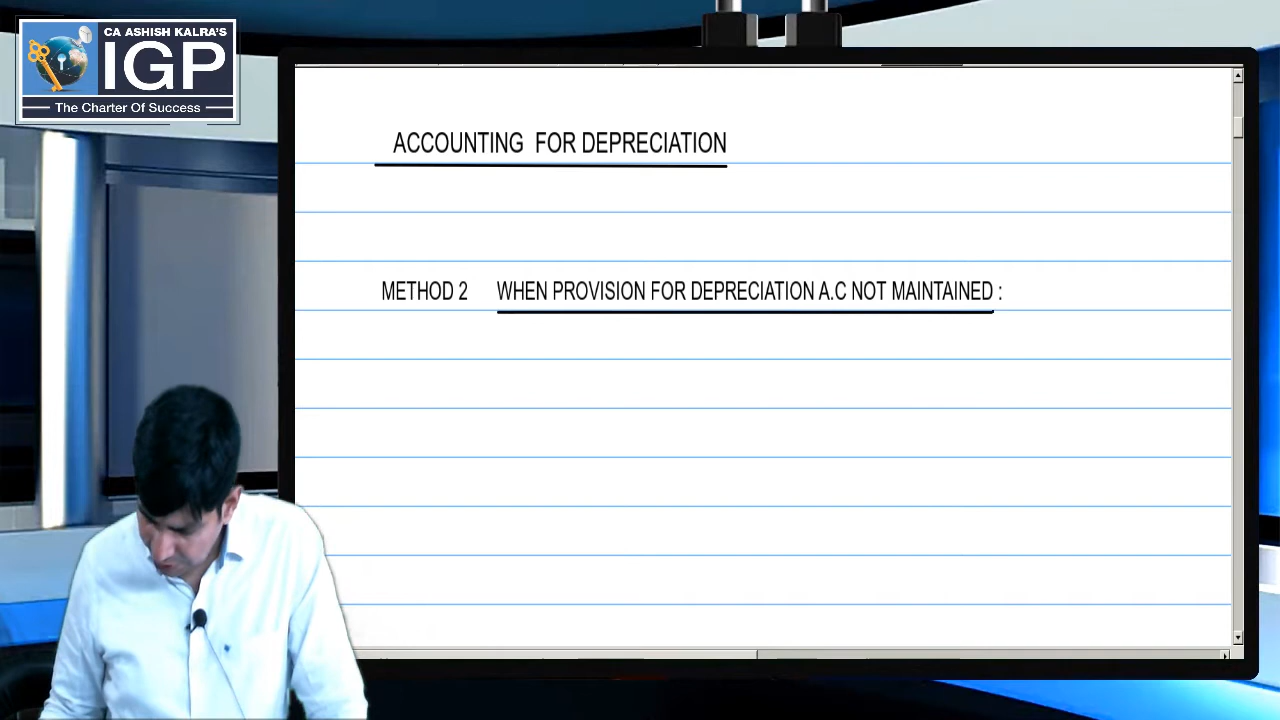 CA ASHISH KALRA'S
IGP
The Charter Of Success
ACCOUNTING FOR DEPRECIATION
METHOD 2 WHEN PROVISION FOR DEPRECIATION A.C NOT MAINTAINED :